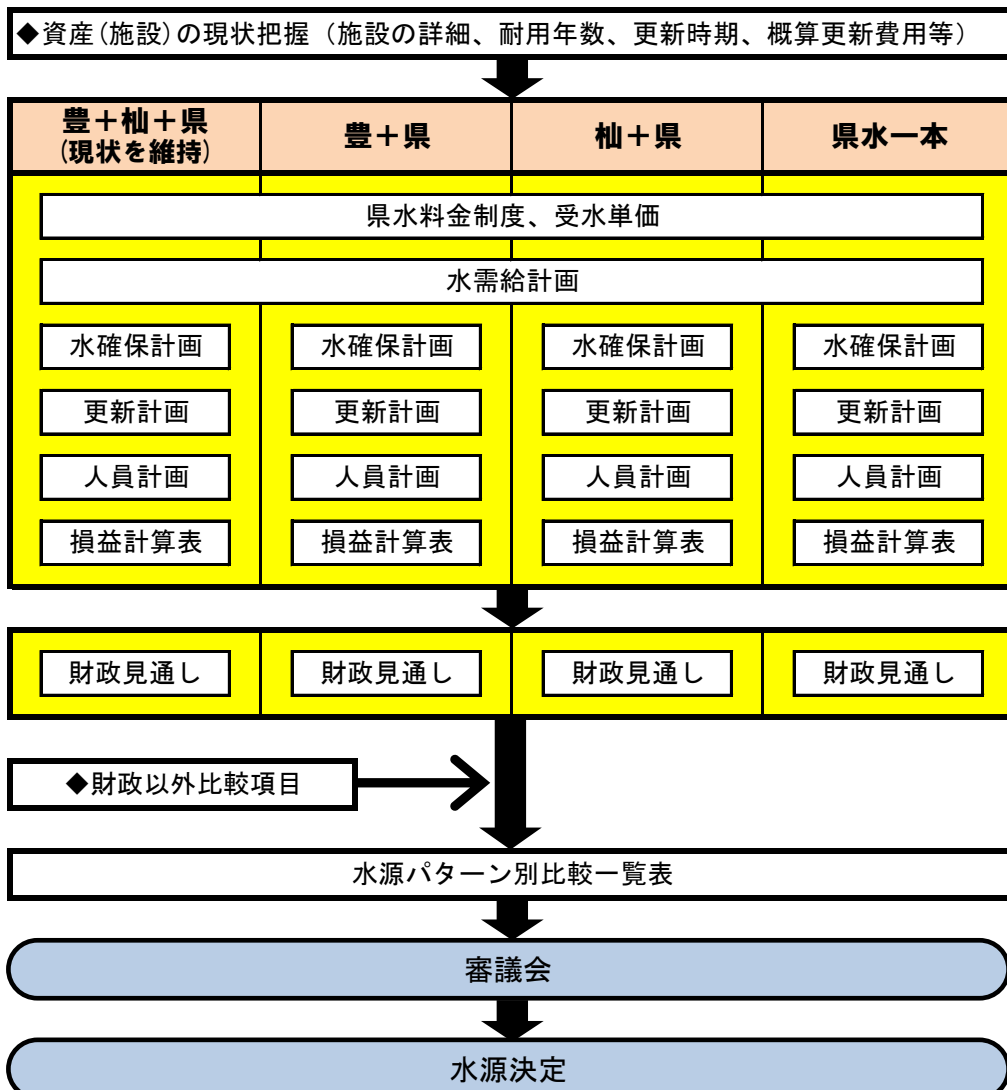 ◆資産(施設)の現状把握（施設の詳細、耐用年数、更新時期、概算更新費用等）
豊＋杣＋県
(現状を維持)
豊＋県
杣＋県
県水一本
県水料金制度、受水単価
水需給計画
水確保計画 水確保計画 水確保計画 水確保計画
更新計画 更新計画 更新計画 更新計画
人員計画 人員計画 人員計画 人員計画
損益計算表 損益計算表 損益計算表 損益計算表
財政見通し 財政見通し 財政見通し 財政見通し
◆財政以外比較項目
水源パターン別比較一覧表
審議会
水源決定